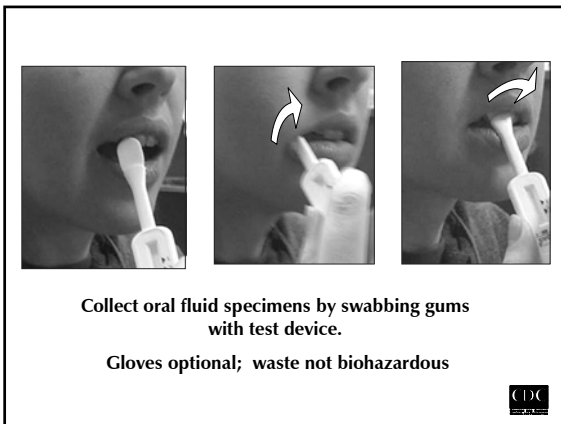 Collect oral fluid specimens by swabbing gums
with test device.
Gloves optional;  waste not biohazardous
CDC